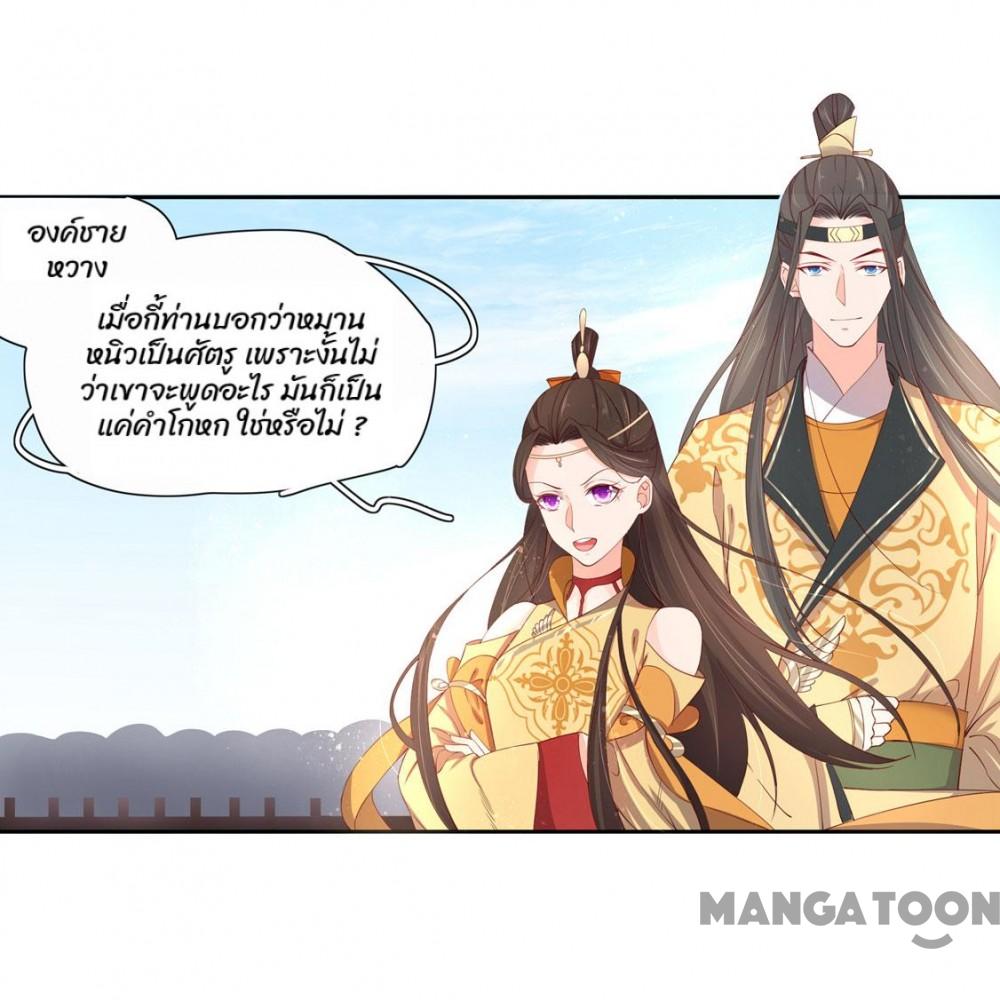 องค์ชาย
หวาง
เมื่อกี้ท่านบอกว่าหมาน
หนิวเป็นศัตรู เพราะงั้นไม่
ว่าเขาจะพูดอะไร มันก็เป็น
แค่คำโกหก ใช่หรือไม่ ?
MANGATOON